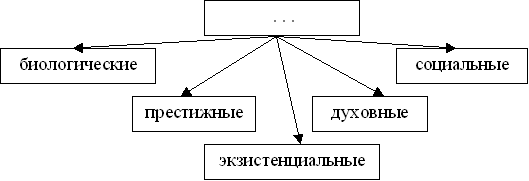 ...
биологические
социальные
престижные
духовные
экзистенциальные